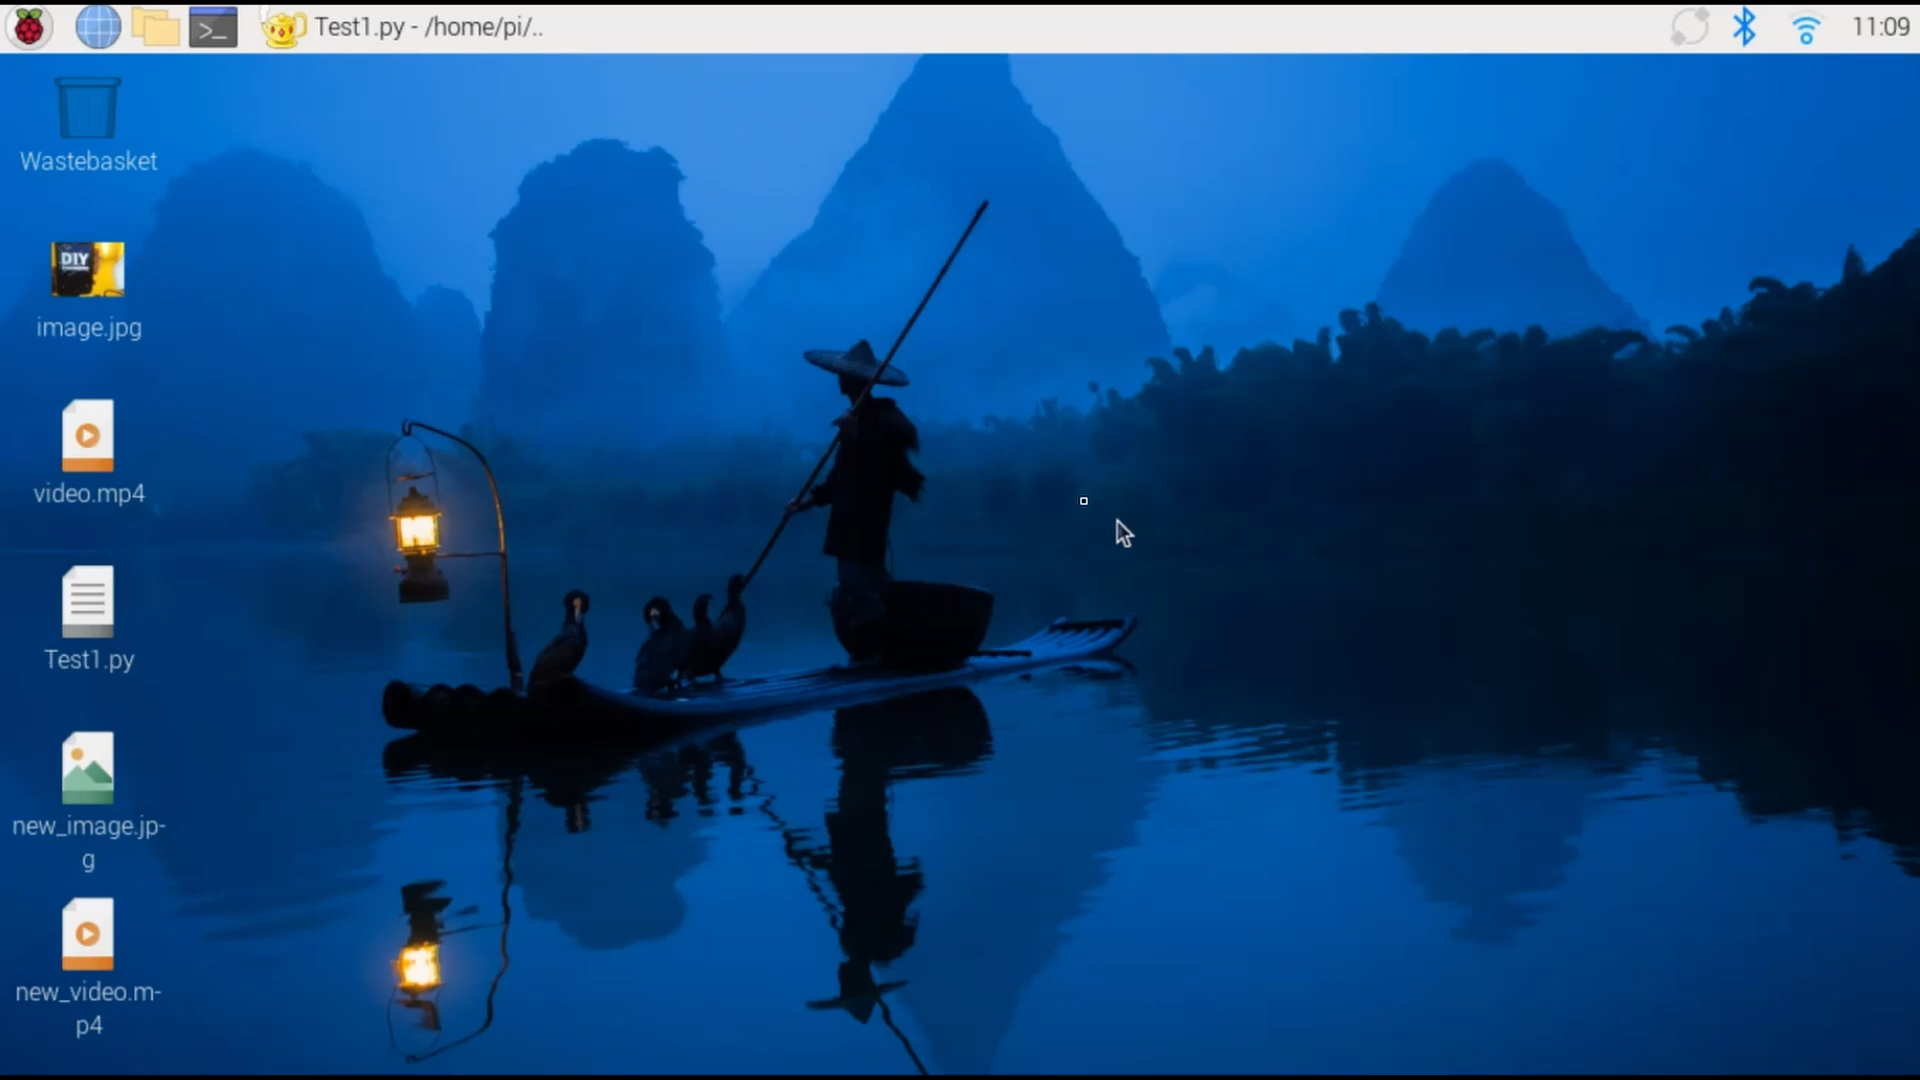 Test1.py - /home/pi/..
11:09
Wastebasket
DIY
image.jpg
video.mp4
Test1.py
new_image.jp-
g
new_video.m-
p4